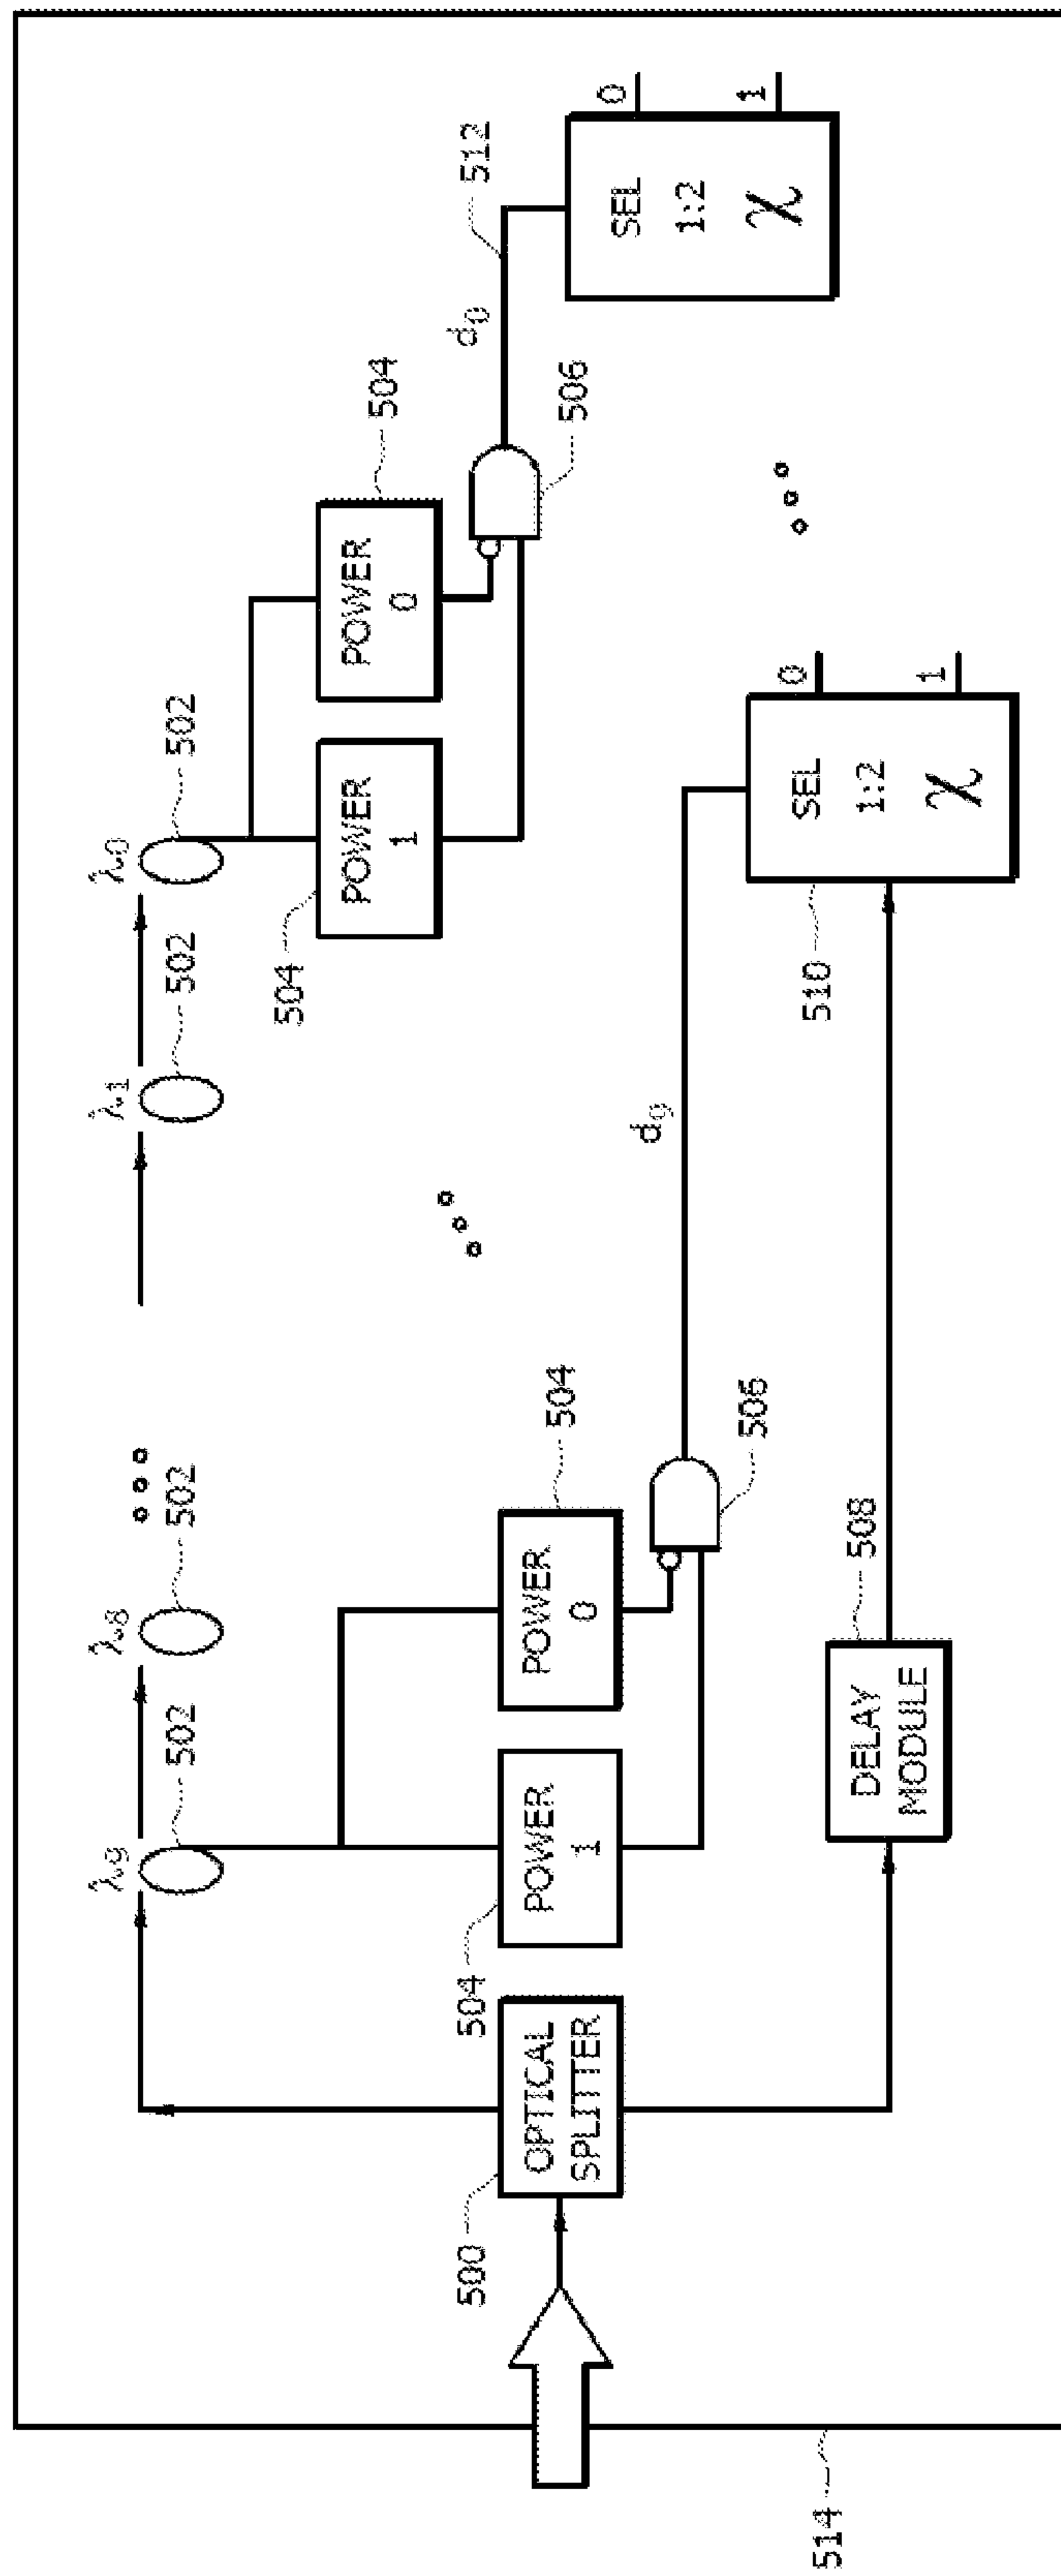 λ9
502
λ8
502
λ1
502
λ0
502
504
POWER
1
POWER
0
504
506
d0
512
SEL
1:2
χ
0
1
500
OPTICAL
SPLITTER
504
POWER
1
POWER
0
504
506
d9
510
SEL
1:2
χ
0
1
508
DELAY
MODULE
514